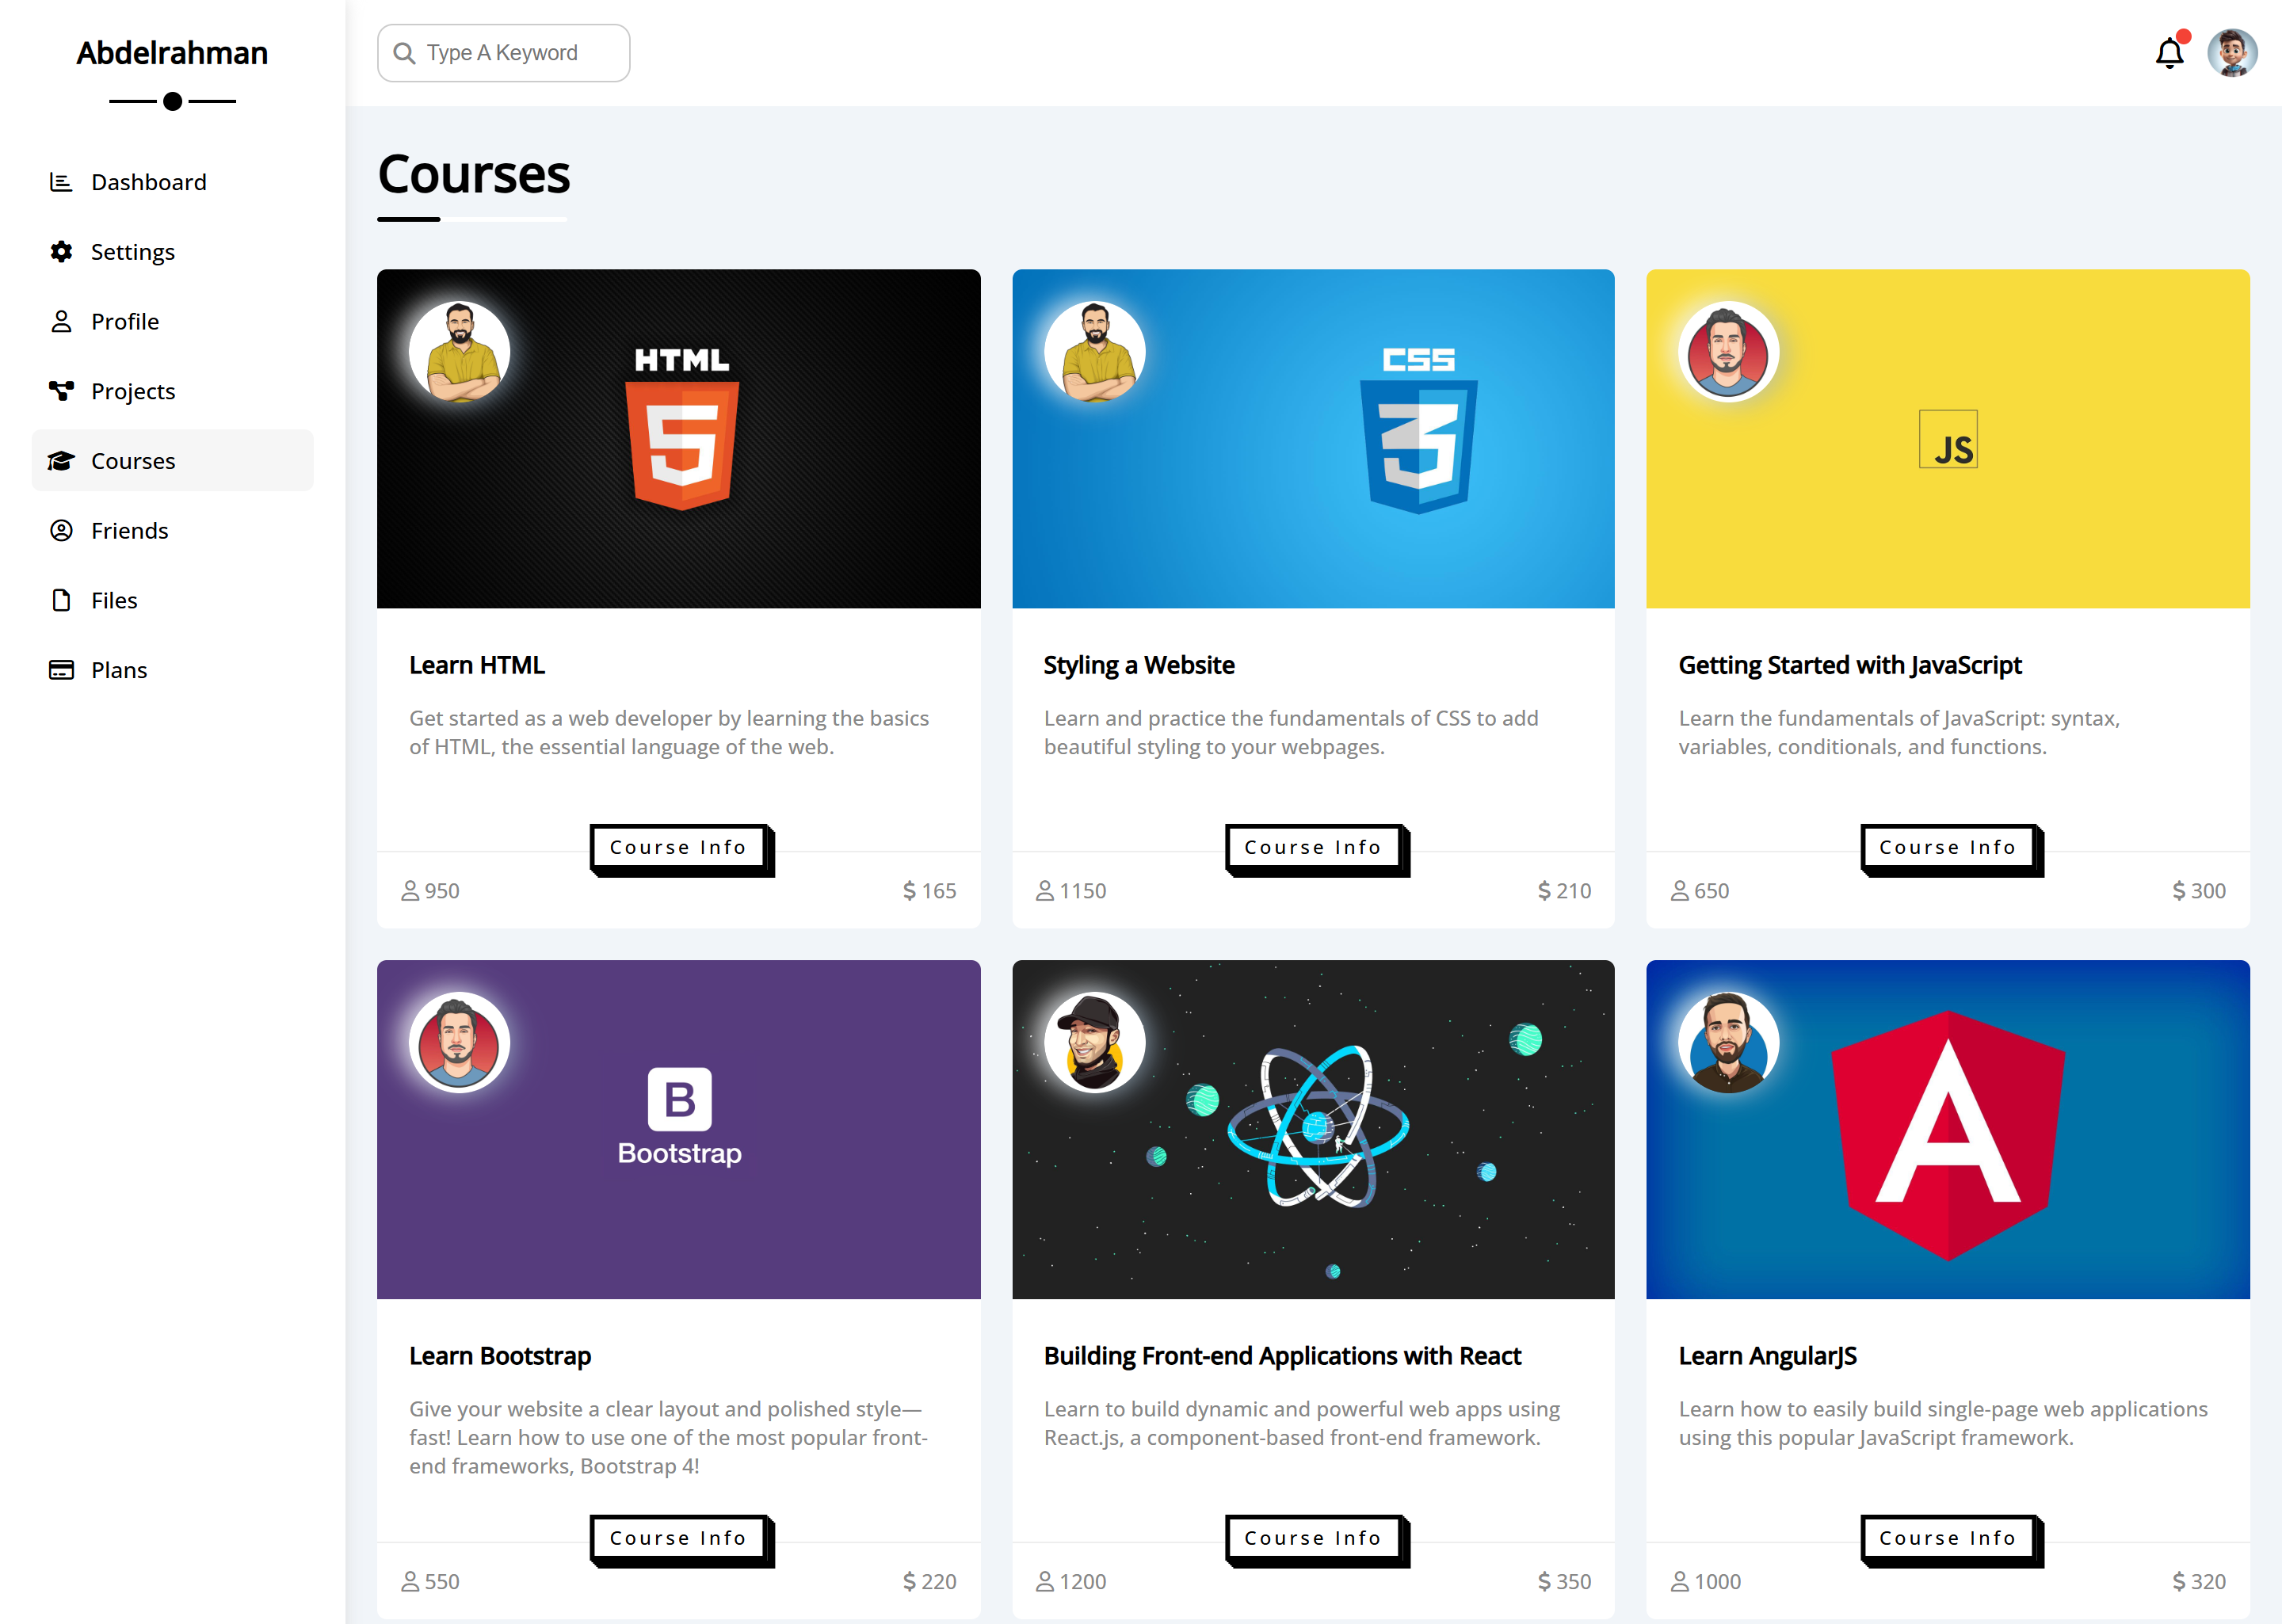 Abdelrahman
Dashboard
Settings
Profile
Projects
Courses
Friends
Files
Plans
Type A Keyword
Courses
HTML
5
Learn HTML
Get started as a web developer by learning the basics
of HTML, the essential language of the web.
Course Info
950
$ 165
CSS
3
Styling a Website
Learn and practice the fundamentals of CSS to add
beautiful styling to your webpages.
Course Info
1150
$ 210
JS
Getting Started with JavaScript
Learn the fundamentals of JavaScript: syntax,
variables, conditionals, and functions.
Course Info
650
$ 300
B
Bootstrap
Learn Bootstrap
Give your website a clear layout and polished style—
fast! Learn how to use one of the most popular front-
end frameworks, Bootstrap 4!
Course Info
550
$ 220
Building Front-end Applications with React
Learn to build dynamic and powerful web apps using
React.js, a component-based front-end framework.
Course Info
1200
$ 350
A
Learn AngularJS
Learn how to easily build single-page web applications
using this popular JavaScript framework.
Course Info
1000
$ 320